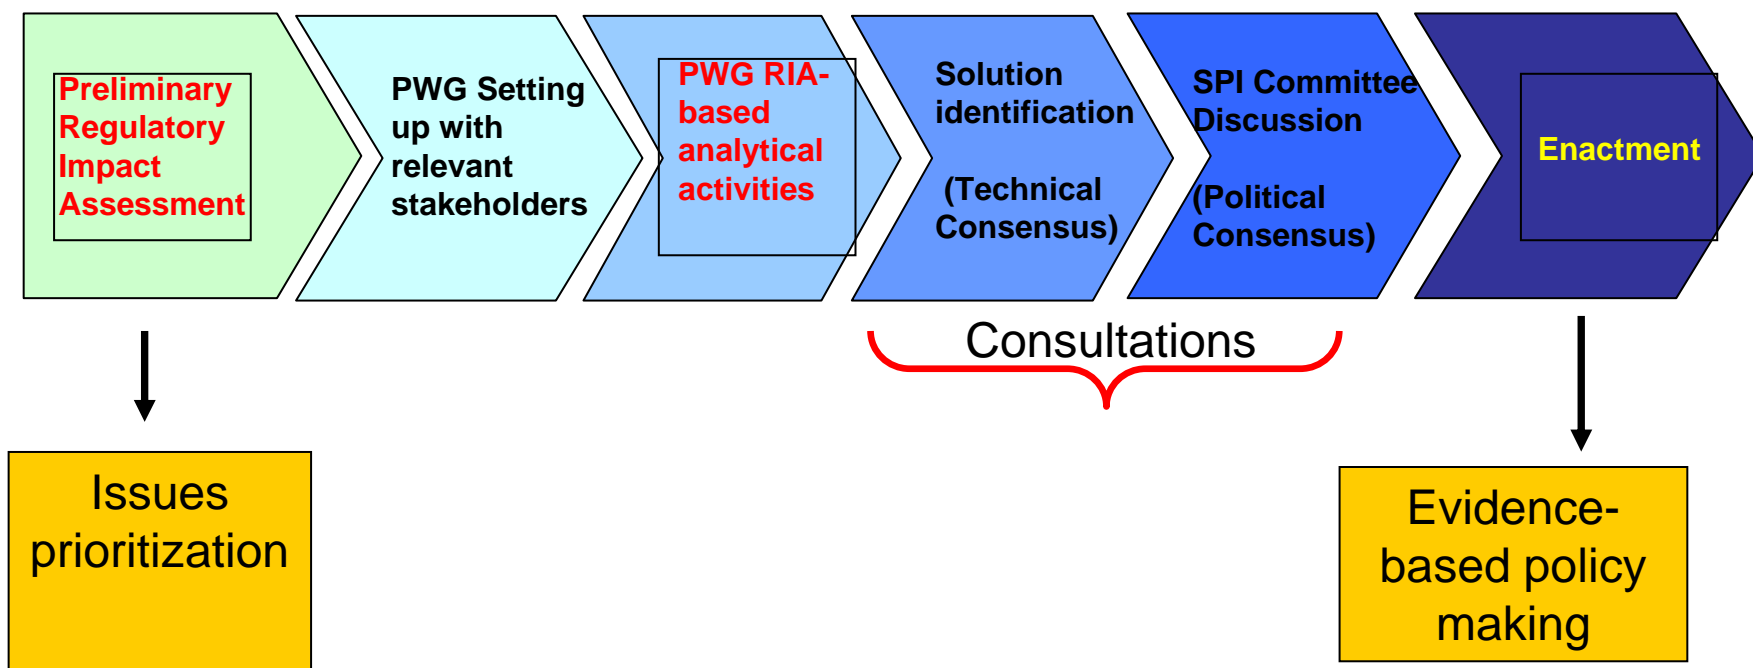 Preliminary
Regulatory
Impact
Assessment
PWG Setting
up with
relevant
stakeholders
PWG RIA-
based
analytical
activities
Solution
identification
(Technical
Consensus)
SPI Committee
Discussion
(Political
Consensus)
Enactment
Consultations
Issues
prioritization
Evidence-
based policy
making